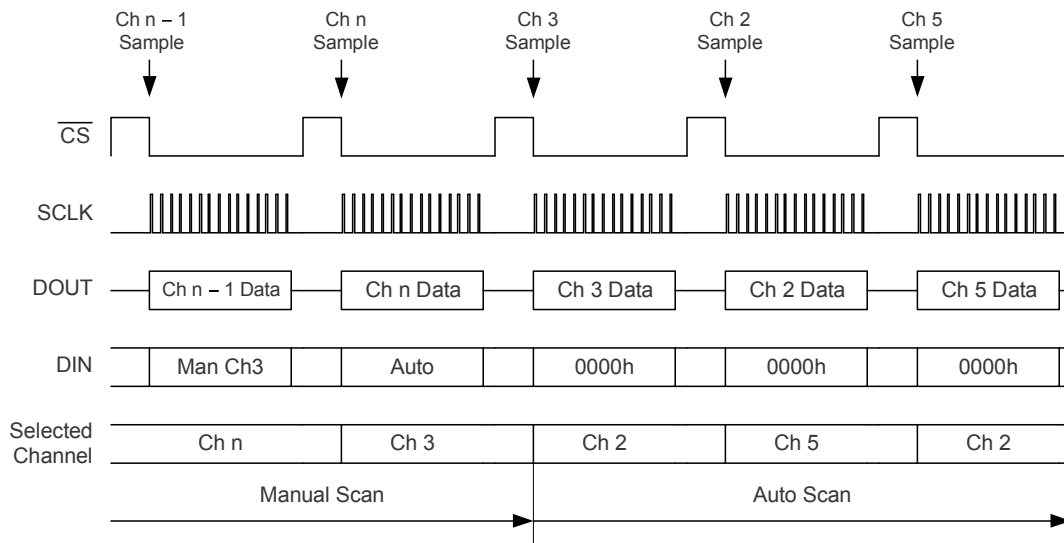 Ch n – 1
Sample
Ch n
Sample
Ch 3
Sample
Ch 2
Sample
Ch 5
Sample
CS
SCLK
DOUT
Ch n – 1 Data
Ch n Data
Ch 3 Data
Ch 2 Data
Ch 5 Data
DIN
Man Ch3
Auto
0000h
0000h
0000h
Selected
Channel
Ch n
Ch 3
Ch 2
Ch 5
Ch 2
Manual Scan
Auto Scan